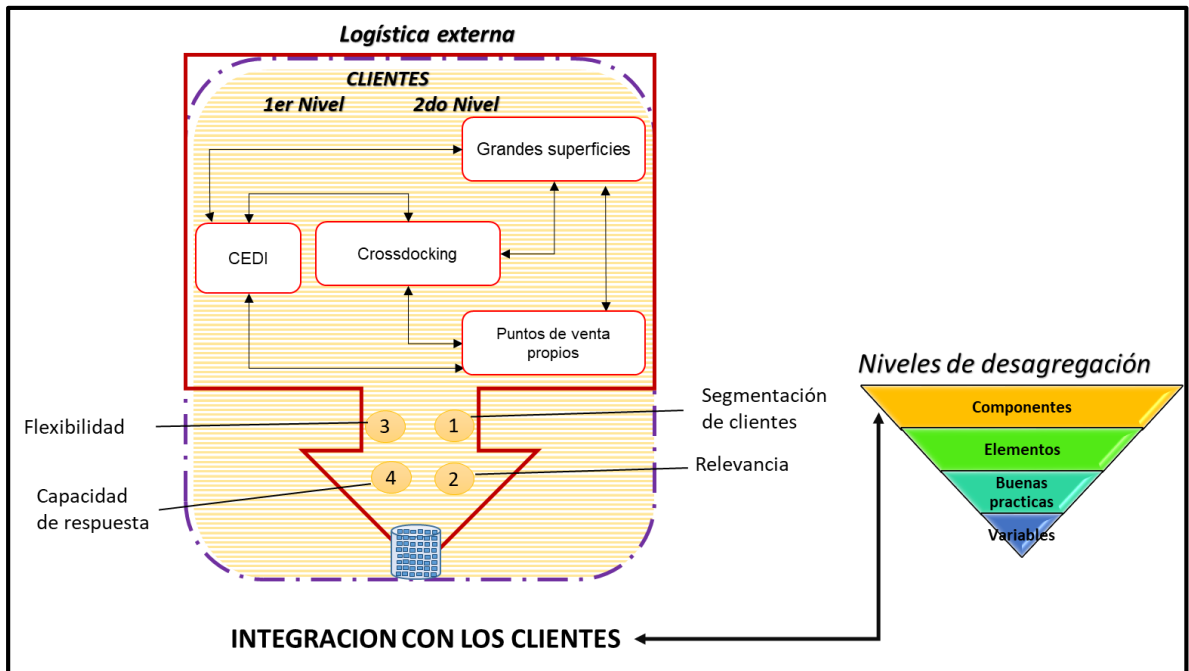 Logística externa
CLIENTES
1er Nivel
2do Nivel
Grandes superficies
CEDI
Crossdocking
Puntos de venta
propios
Niveles de desagregación
Componentes
Elementos
Buenas
practicas
Variables
Flexibilidad
3
1
Segmentación
de clientes
Capacidad
de respuesta
4
2
Relevancia
INTEGRACION CON LOS CLIENTES